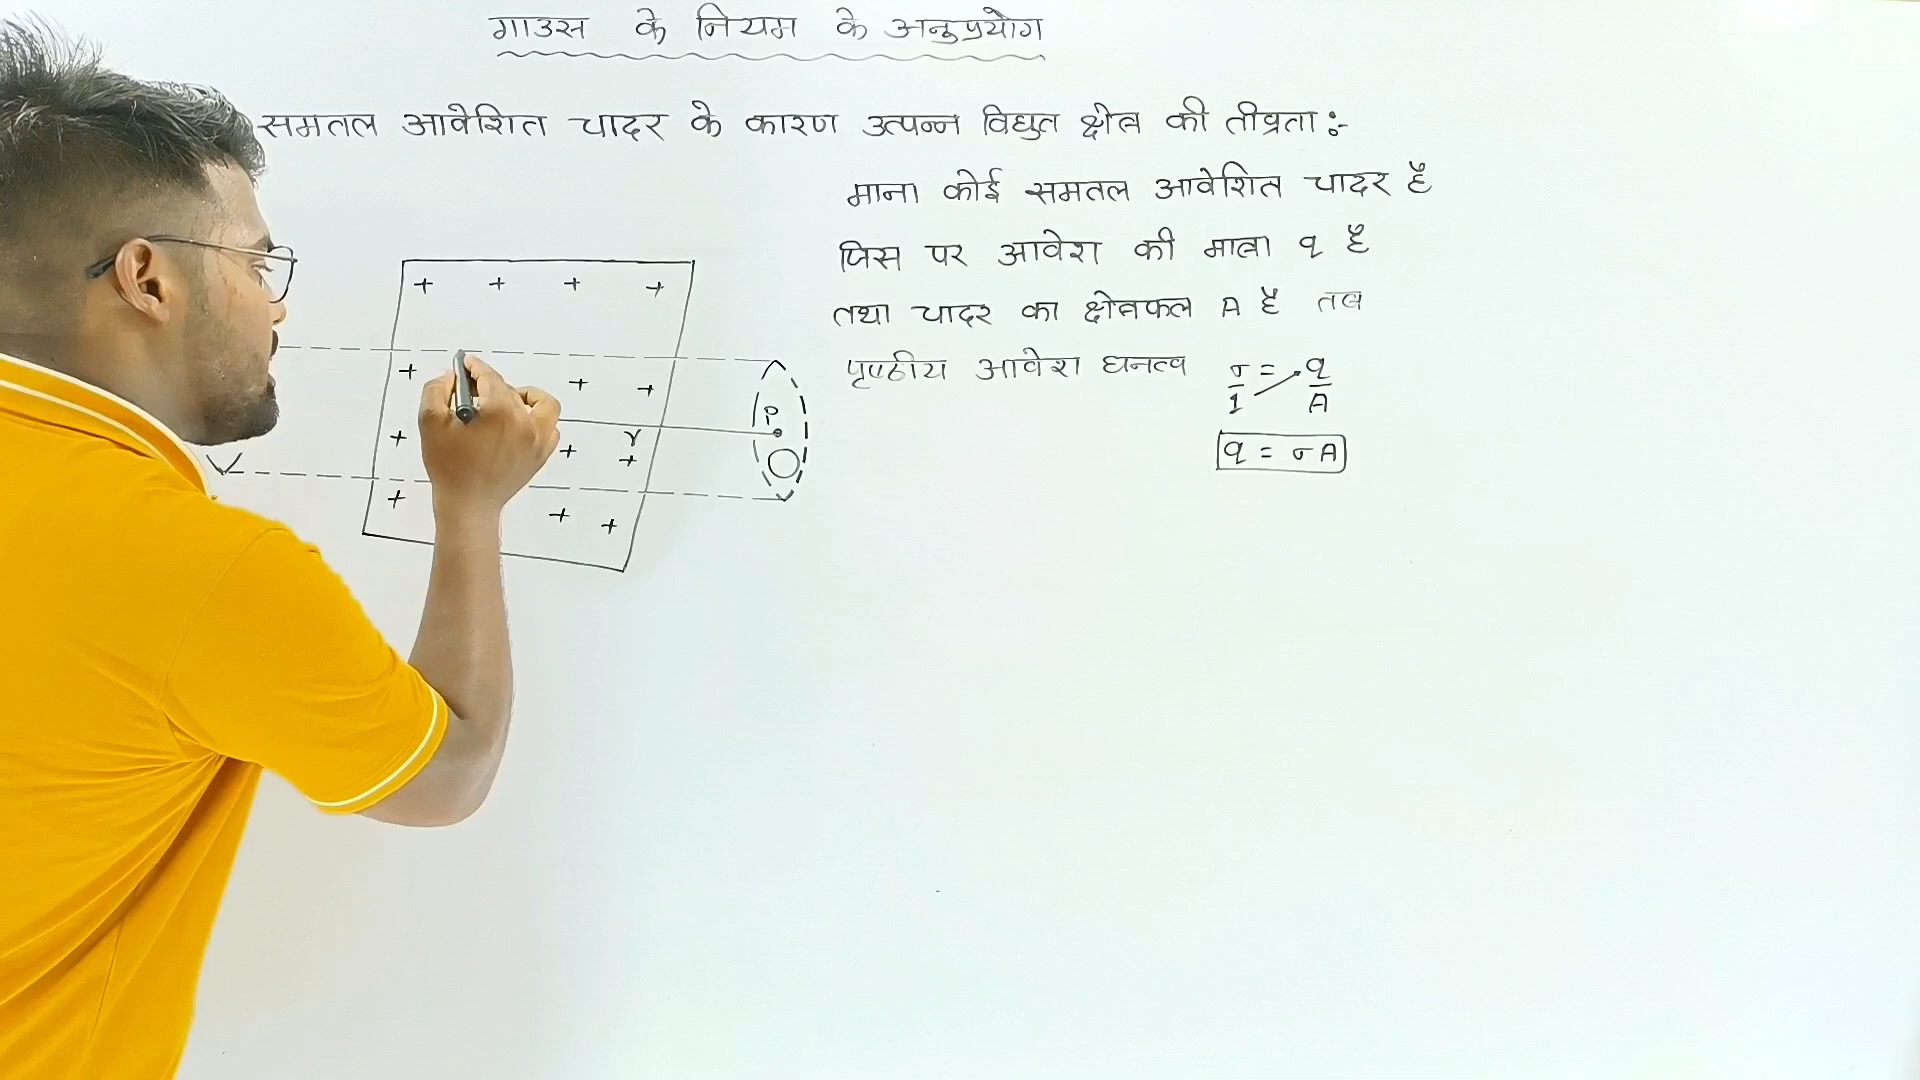 गाउस के नियम के अनुप्रयोग
समतल आवेशित चादर के कारण उत्पन्न विद्युत क्षेत्र की तीव्रता :-
माना कोई समतल आवेशित चादर है
जिस पर आवेश की मात्रा q है
तथा चादर का क्षेत्रफल A है तब
पृष्ठीय आवेश घनत्व σ/1 = q/A
q = σA
+ + + +
+ + +
P
+ r
+ +
+ + +